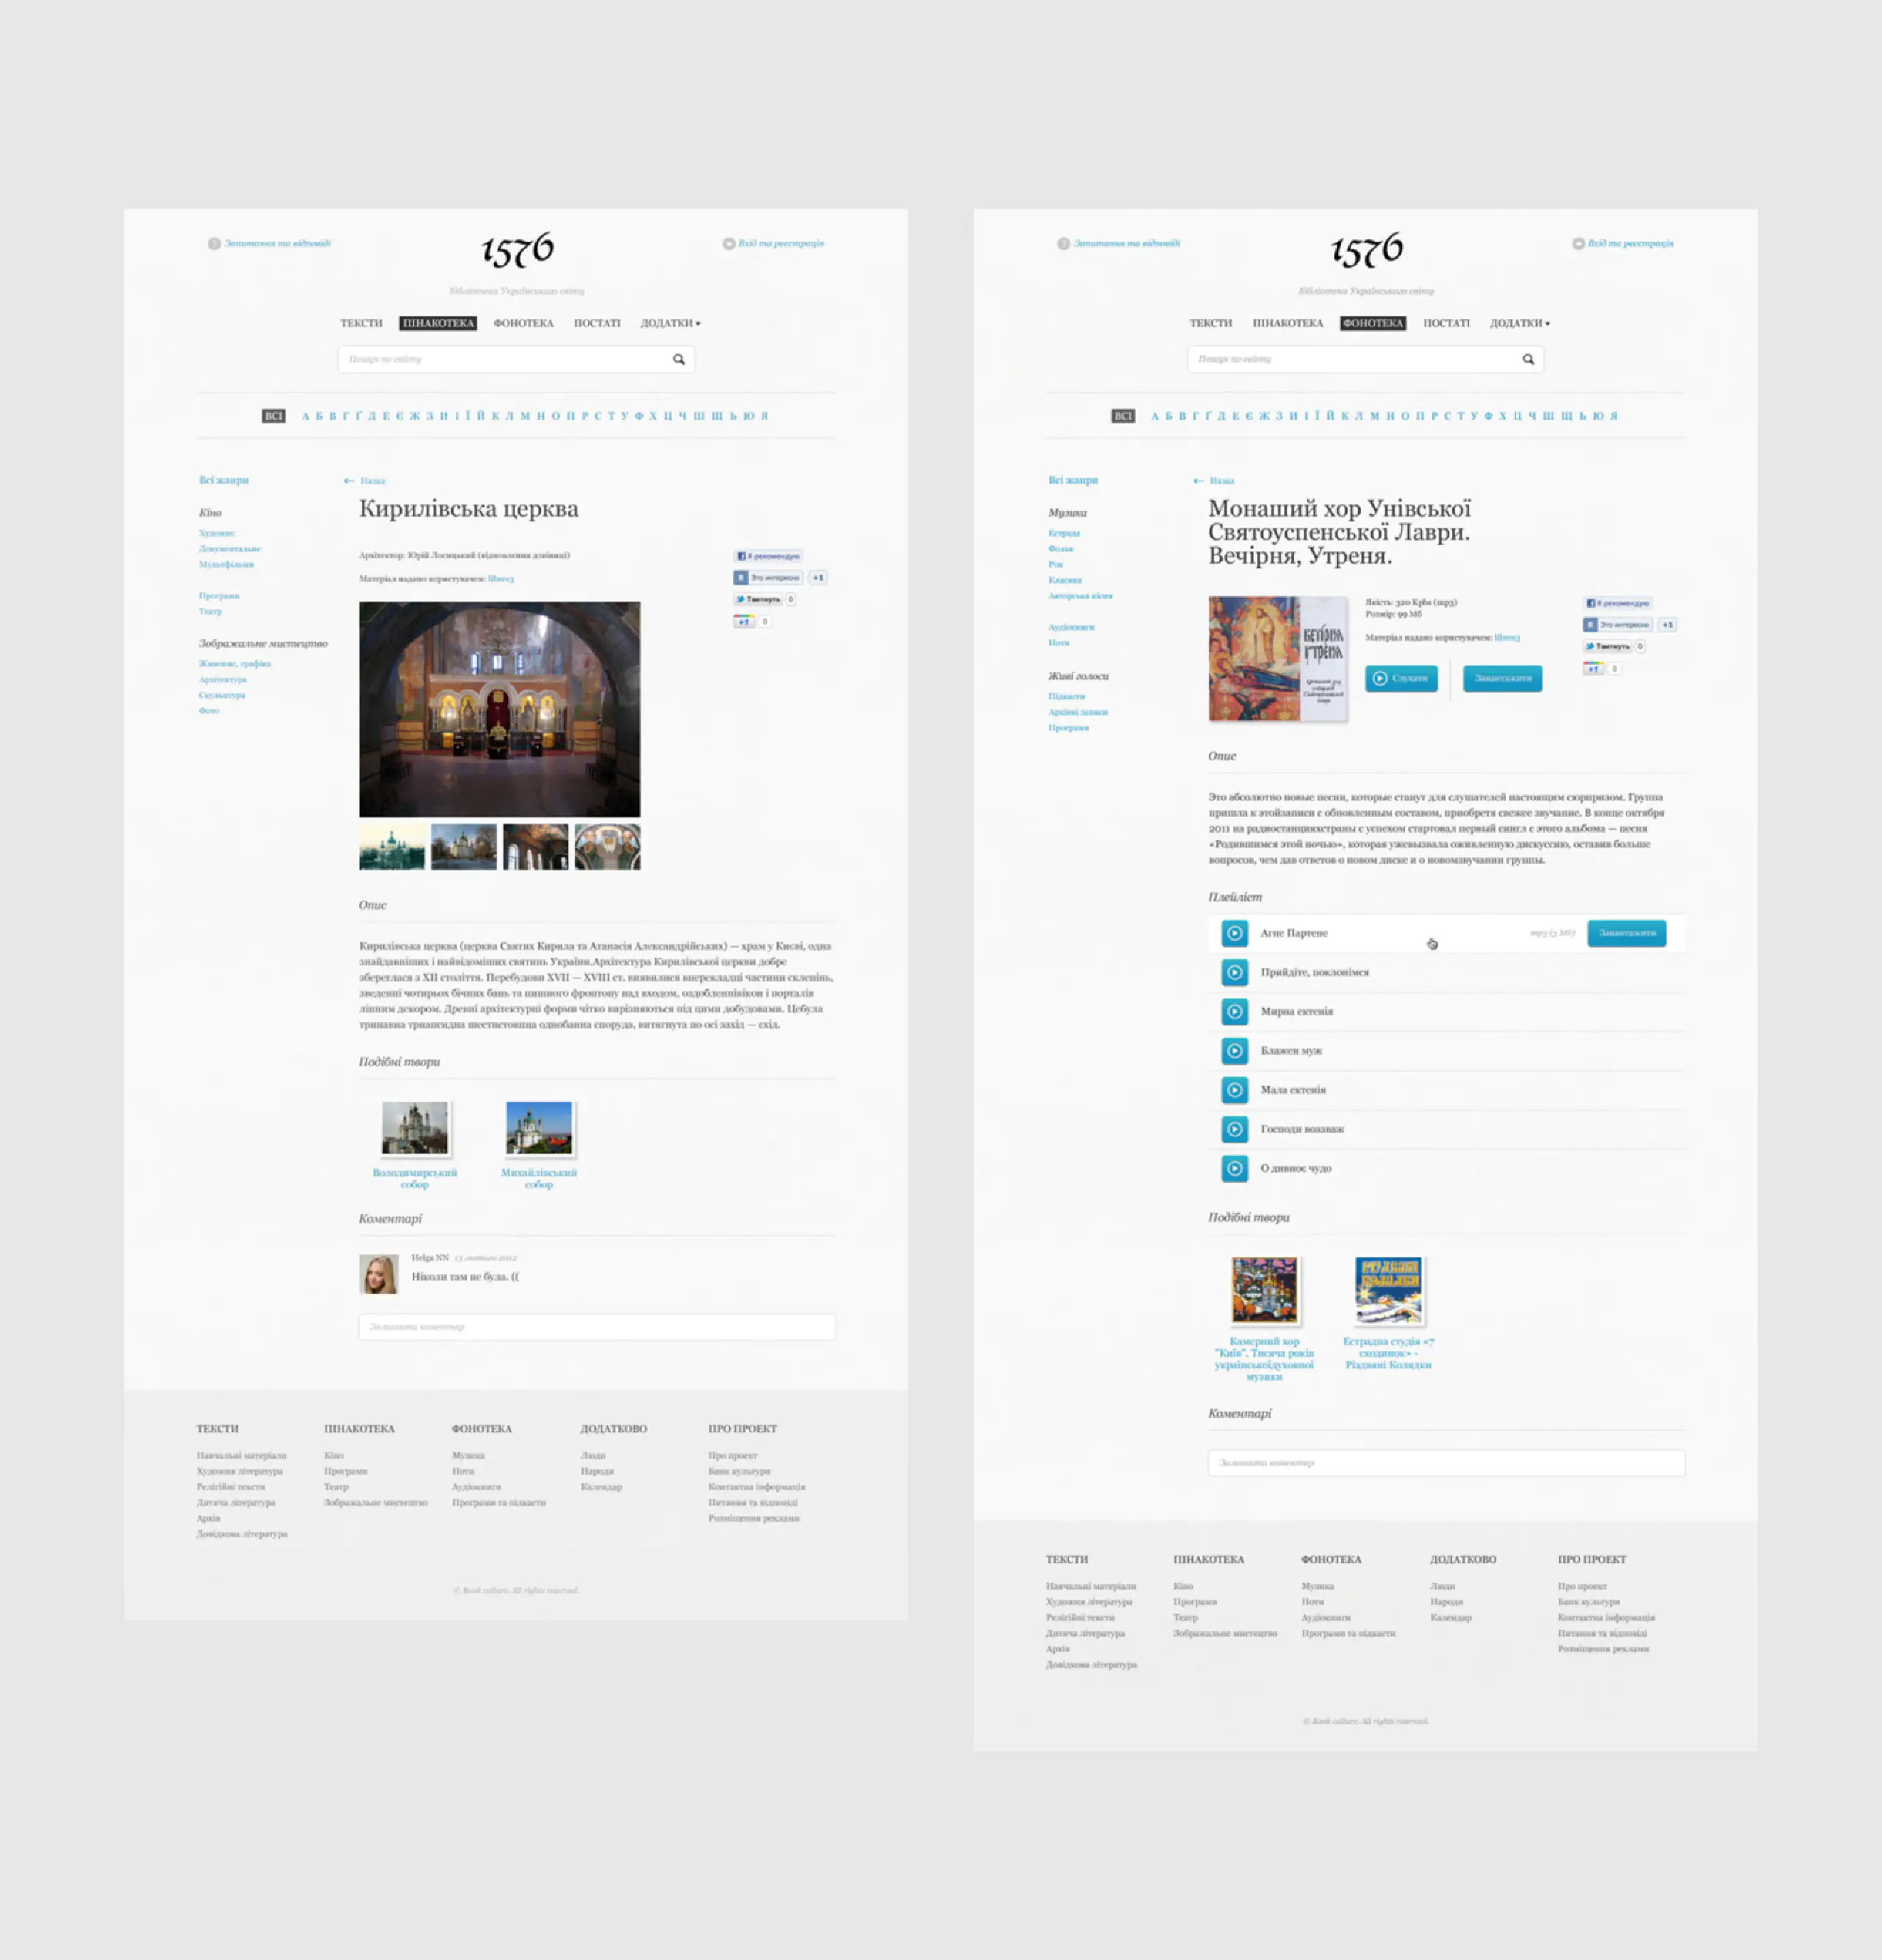 Запитання та відповіді
1576
Вхід та реєстрація
Бібліотека Українського світу
ТЕКСТИ ПІНАКОТЕКА ФОНОТЕКА ПОСТАТІ ДОДАТКИ
Пошук по сайту
ВСІ А Б В Г Ґ Д Е Є Ж З И І Ї Й К Л М Н О П Р С Т У Ф Х Ц Ч Ш Щ Ь Ю Я
Всі жанри
Кіно
Художнє
Документальне
Мультфільми
Програми
Театр
Зображальне мистецтво
Живопис, графіка
Архітектура
Скульптура
Фото
← Назад
Кирилівська церква
Архітектор: Юрій Лосицький (відновлення дзвіниці)
Матеріал надано користувачем: libre13
Я рекомендую
Это интересно +1
Твитнуть 0
+1 0
Опис
Кирилівська церква (церква Святих Кирила та Атанасія Александрійських) — храм у Києві, одна
знайдавніших і найвідоміших святинь України.Архітектура Кирилівської церкви добре
збереглася з XII століття. Перебудови XVII — XVIII ст. виявилися вперекладці частини склепінь,
зведенні чотирьох бічних бань та пишного фронтону над входом, оздобленнівікон і порталів
ліпним декором. Древні архітектурні форми чітко вирізняються під цими добудовами. Цебула
тринавна триапсидна шестистовпна однобанна споруда, витягнута по осі захід — схід.
Подібні твори
Володимирський
собор
Михайлівський
собор
Коментарі
Helga NN 13 лютого 2012
Ніколи там не була. ((
Залишити коментар
ТЕКСТИ
Навчальні матеріали
Художня література
Релігійні тексти
Дитяча література
Архів
Довідкова література
ПІНАКОТЕКА
Кіно
Програми
Театр
Зображальне мистецтво
ФОНОТЕКА
Музика
Ноти
Аудіокниги
Програми та підкасти
ДОДАТКОВО
Люди
Народи
Календар
ПРО ПРОЕКТ
Про проект
Банк культури
Контактна інформація
Питання та відповіді
Розміщення реклами
© Bank culture. All rights reserved.
Запитання та відповіді
1576
Вхід та реєстрація
Бібліотека Українського світу
ТЕКСТИ ПІНАКОТЕКА ФОНОТЕКА ПОСТАТІ ДОДАТКИ
Пошук по сайту
ВСІ А Б В Г Ґ Д Е Є Ж З И І Ї Й К Л М Н О П Р С Т У Ф Х Ц Ч Ш Щ Ь Ю Я
Всі жанри
Музика
Естрада
Фольк
Рок
Класика
Авторська пісня
Аудіокниги
Ноти
Живі голоси
Підкасти
Архівні записи
Програми
← Назад
Монаший хор Унівської
Святоуспенської Лаври.
Вечірня, Утреня.
ВЕЧІРНЯ
УТРЕНЯ
Якість: 320 Kpbs (mp3)
Розмір: 99 Мб
Матеріал надано користувачем: libre13
Слухати
Завантажити
Я рекомендую
Это интересно +1
Твитнуть 0
+1 0
Опис
Это абсолютно новые песни, которые станут для слушателей настоящим сюрпризом. Группа
пришла к этойзаписи с обновленным составом, приобретя свежее звучание. В конце октября
2011 на радиостанцияхстраны с успехом стартовал первый сингл с этого альбома — песня
«Родившимся этой ночью», которая ужевызвала оживленную дискуссию, оставив больше
вопросов, чем дав ответов о новом диске и о новомзвучании группы.
Плейліст
Агне Партене mp3 (3 Мб) Завантажити
Прийдіте, поклонімся
Мирна єктенія
Блажен муж
Мала єктенія
Господи воззваж
О дивноє чудо
Подібні твори
Камерний хор
"Київ". Тисяча років
українськоїдуховної
музики
Естрадна студія «7
сходинок» -
Різдвяні Колядки
Коментарі
Залишити коментар
ТЕКСТИ
Навчальні матеріали
Художня література
Релігійні тексти
Дитяча література
Архів
Довідкова література
ПІНАКОТЕКА
Кіно
Програми
Театр
Зображальне мистецтво
ФОНОТЕКА
Музика
Ноти
Аудіокниги
Програми та підкасти
ДОДАТКОВО
Люди
Народи
Календар
ПРО ПРОЕКТ
Про проект
Банк культури
Контактна інформація
Питання та відповіді
Розміщення реклами
© Bank culture. All rights reserved.